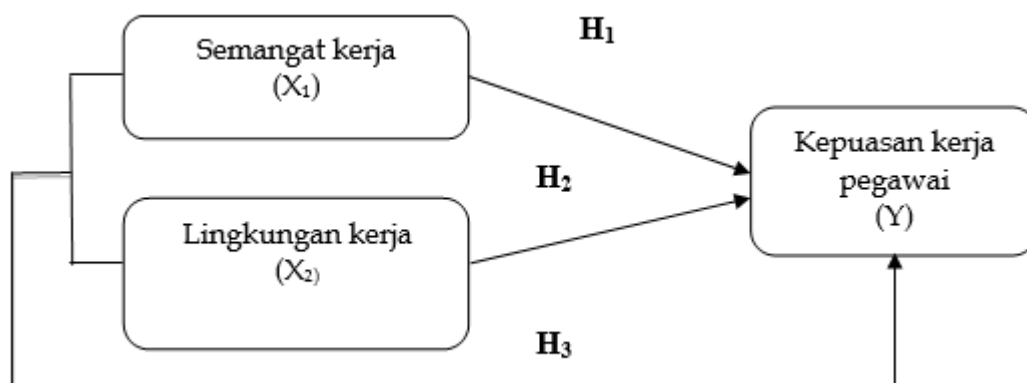 H₁
Semangat kerja
(X₁)
Kepuasan kerja
pegawai
(Y)
H₂
Lingkungan kerja
(X₂)
H₃